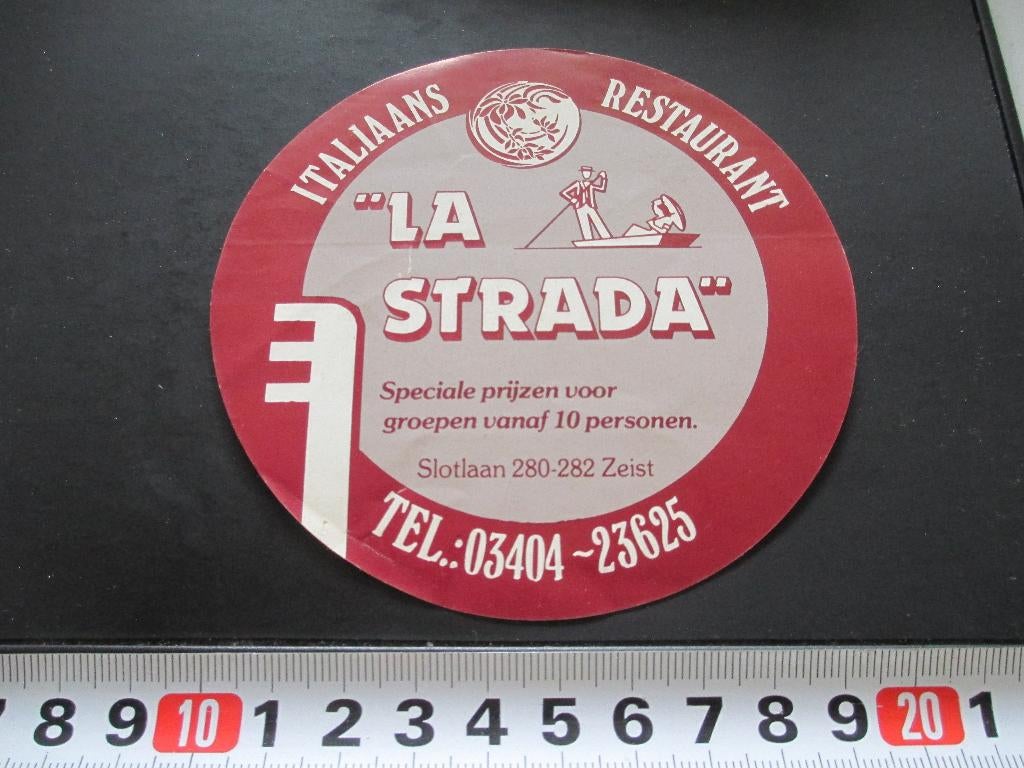 ITALIAANS RESTAURANT
"LA
STRADA"
Speciale prijzen voor
groepen vanaf 10 personen.
Slotlaan 280-282 Zeist
TEL.: 03404 ~ 23625
8 9 10 1 2 3 4 5 6 7 8 9 20 1